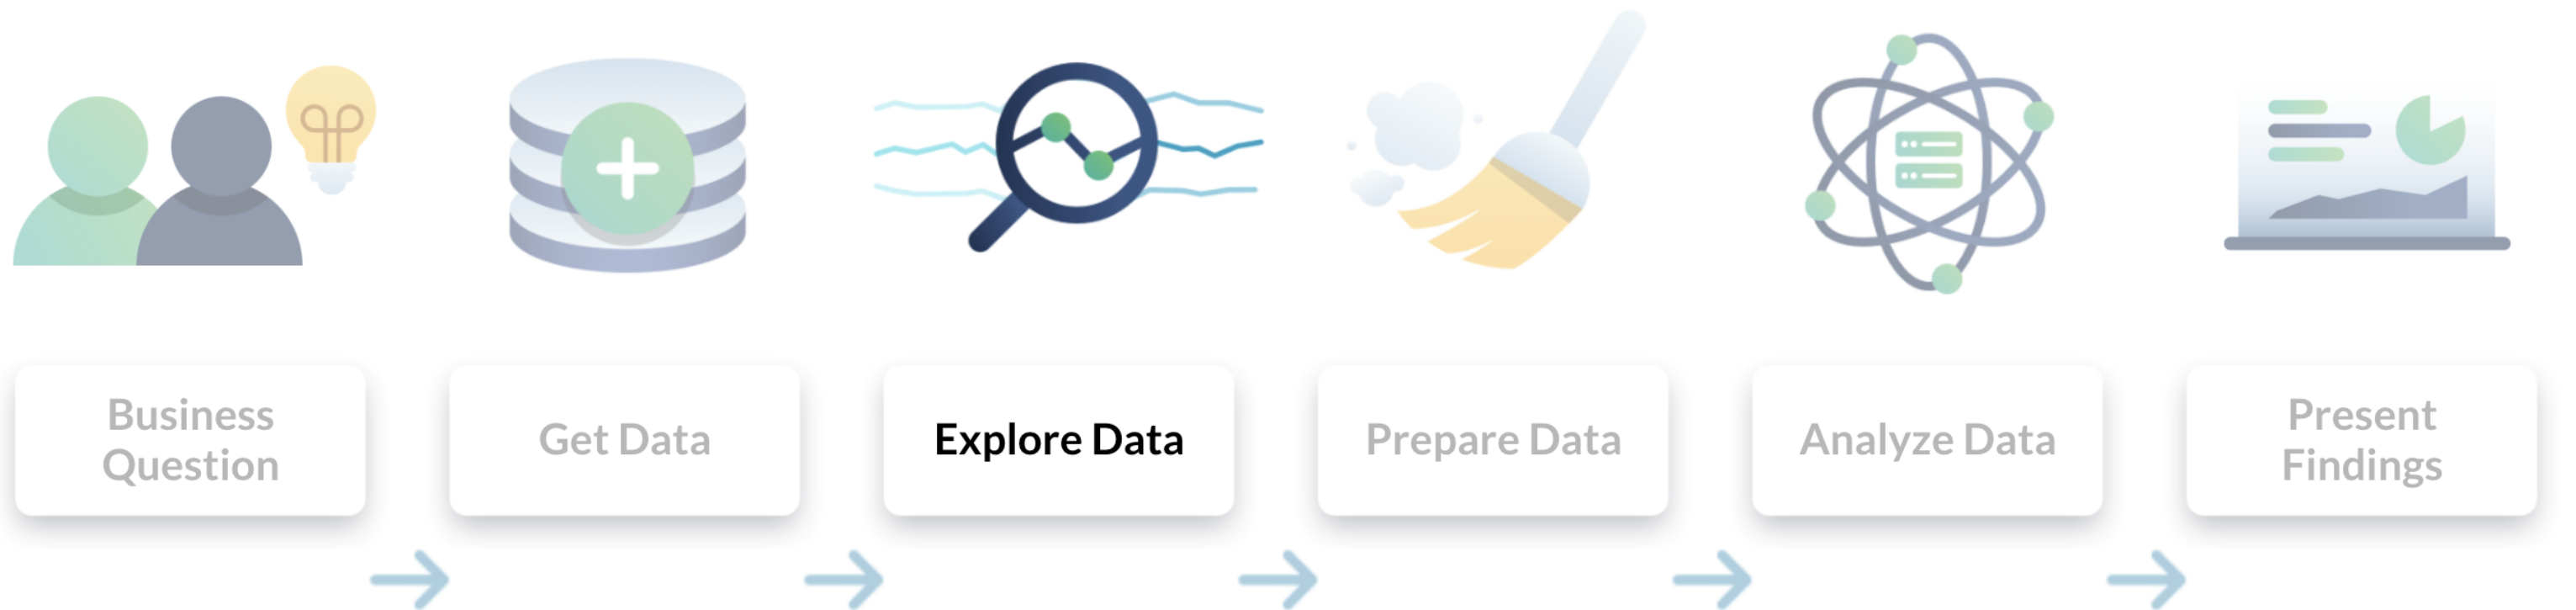 Business
Question
Get Data
Explore Data
Prepare Data
Analyze Data
Present
Findings